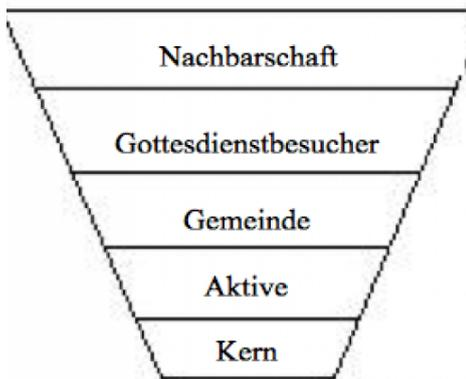 Nachbarschaft
Gottesdienstbesucher
Gemeinde
Aktive
Kern